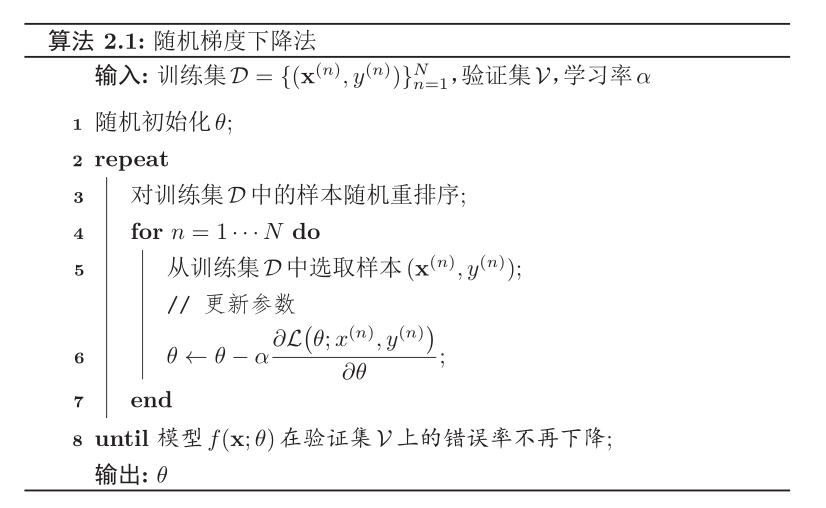 算法 2.1: 随机梯度下降法
输入: 训练集 𝒟 = {(𝐱⁽ⁿ⁾, y⁽ⁿ⁾)}ₙ₌₁ᴺ, 验证集 𝒱, 学习率 α
1 随机初始化 θ;
2 repeat
3 对训练集 𝒟 中的样本随机重排序;
4 for n = 1 ⋯ N do
5 从训练集 𝒟 中选取样本 (𝐱⁽ⁿ⁾, y⁽ⁿ⁾);
// 更新参数
6 θ ← θ − α ∂ℒ(θ; x⁽ⁿ⁾, y⁽ⁿ⁾)/∂θ;
7 end
8 until 模型 f(𝐱; θ) 在验证集 𝒱 上的错误率不再下降;
输出: θ